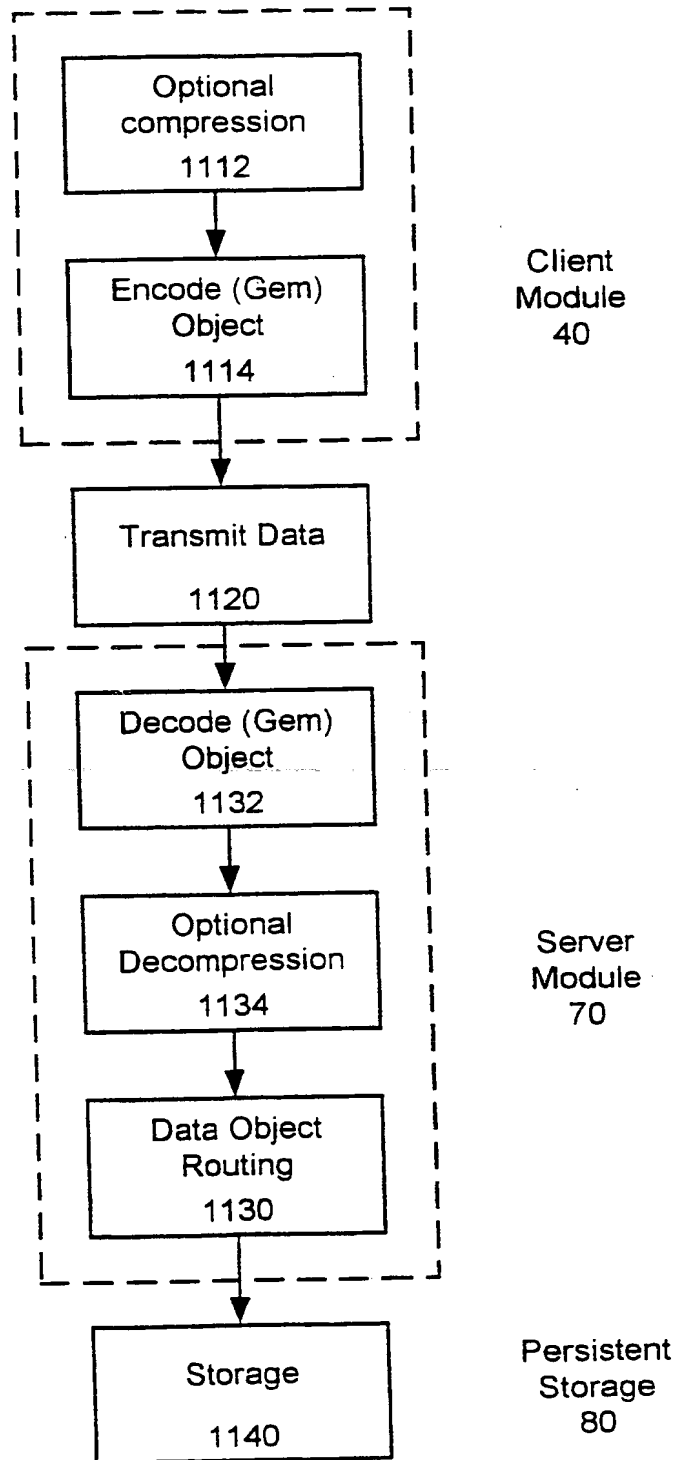 Optional
compression
1112
Encode (Gem)
Object
1114
Client
Module
40
Transmit Data
1120
Decode (Gem)
Object
1132
Optional
Decompression
1134
Server
Module
70
Data Object
Routing
1130
Storage
1140
Persistent
Storage
80